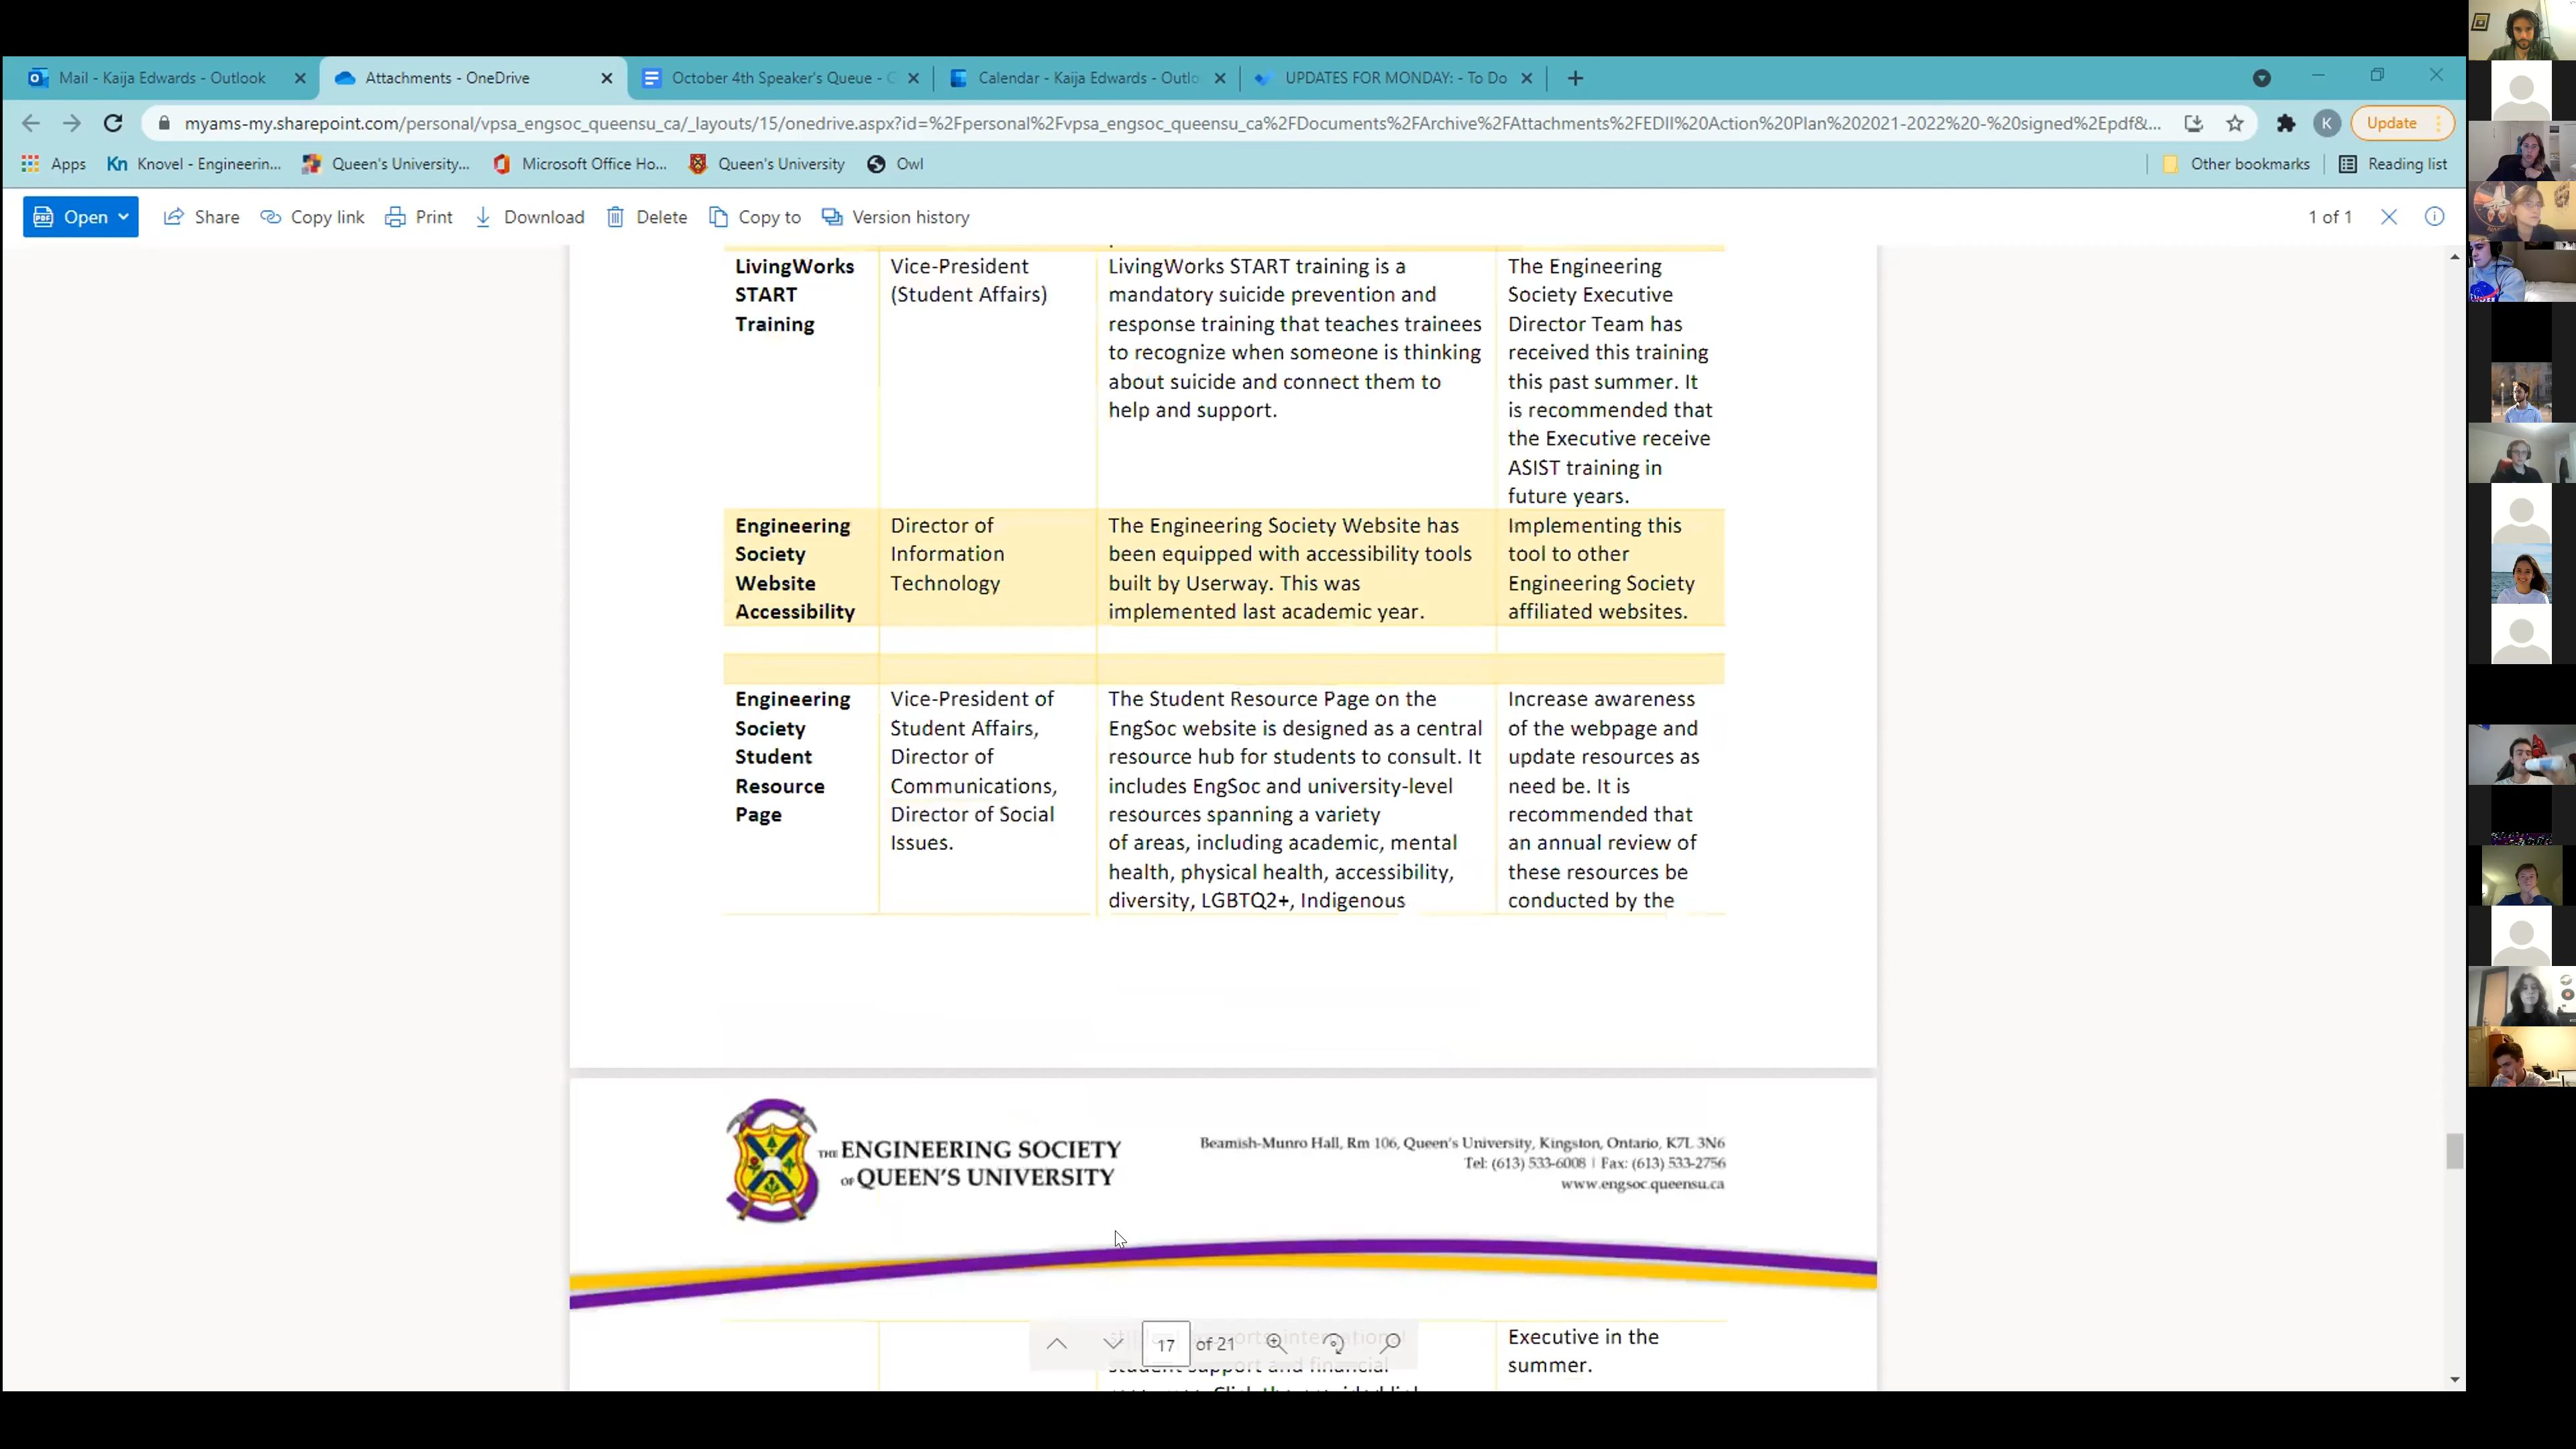 Mail - Kaija Edwards - Outlook
Attachments - OneDrive
October 4th Speaker's Queue - G
Calendar - Kaija Edwards - Outlo
UPDATES FOR MONDAY: - To Do
myams-my.sharepoint.com/personal/vpsa_engsoc_queensu_ca/_layouts/15/onedrive.aspx?id=%2Fpersonal%2Fvpsa_engsoc_queensu_ca%2FDocuments%2FArchive%2FAttachments%2FEDII%20Action%20Plan%202021-2022%20-%20signed%2Epdf&...
K
Update
Apps
Kn Knovel - Engineerin...
Queen's University...
Microsoft Office Ho...
Queen's University
Owl
Other bookmarks
Reading list
Open
Share
Copy link
Print
Download
Delete
Copy to
Version history
1 of 1
LivingWorks
START
Training
Vice-President
(Student Affairs)
LivingWorks START training is a
mandatory suicide prevention and
response training that teaches trainees
to recognize when someone is thinking
about suicide and connect them to
help and support.
The Engineering
Society Executive
Director Team has
received this training
this past summer. It
is recommended that
the Executive receive
ASIST training in
future years.
Engineering
Society
Website
Accessibility
Director of
Information
Technology
The Engineering Society Website has
been equipped with accessibility tools
built by Userway. This was
implemented last academic year.
Implementing this
tool to other
Engineering Society
affiliated websites.
Engineering
Society
Student
Resource
Page
Vice-President of
Student Affairs,
Director of
Communications,
Director of Social
Issues.
The Student Resource Page on the
EngSoc website is designed as a central
resource hub for students to consult. It
includes EngSoc and university-level
resources spanning a variety
of areas, including academic, mental
health, physical health, accessibility,
diversity, LGBTQ2+, Indigenous
Increase awareness
of the webpage and
update resources as
need be. It is
recommended that
an annual review of
these resources be
conducted by the
THE ENGINEERING SOCIETY
OF QUEEN'S UNIVERSITY
Beamish-Munro Hall, Rm 106, Queen's University, Kingston, Ontario, K7L 3N6
Tel: (613) 533-6008 | Fax: (613) 533-2756
www.engsoc.queensu.ca
international
student support and financial
17 of 21
Executive in the
summer.